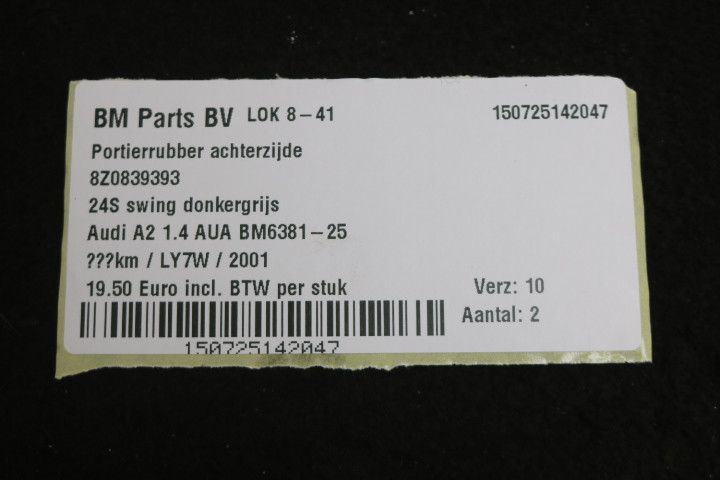 BM Parts BV LOK 8-41 150725142047
Portierrubber achterzijde
8Z0839393
24S swing donkergrijs
Audi A2 1.4 AUA BM6381-25
???km / LY7W / 2001
19.50 Euro incl. BTW per stuk Verz: 10
Aantal: 2
150725142047